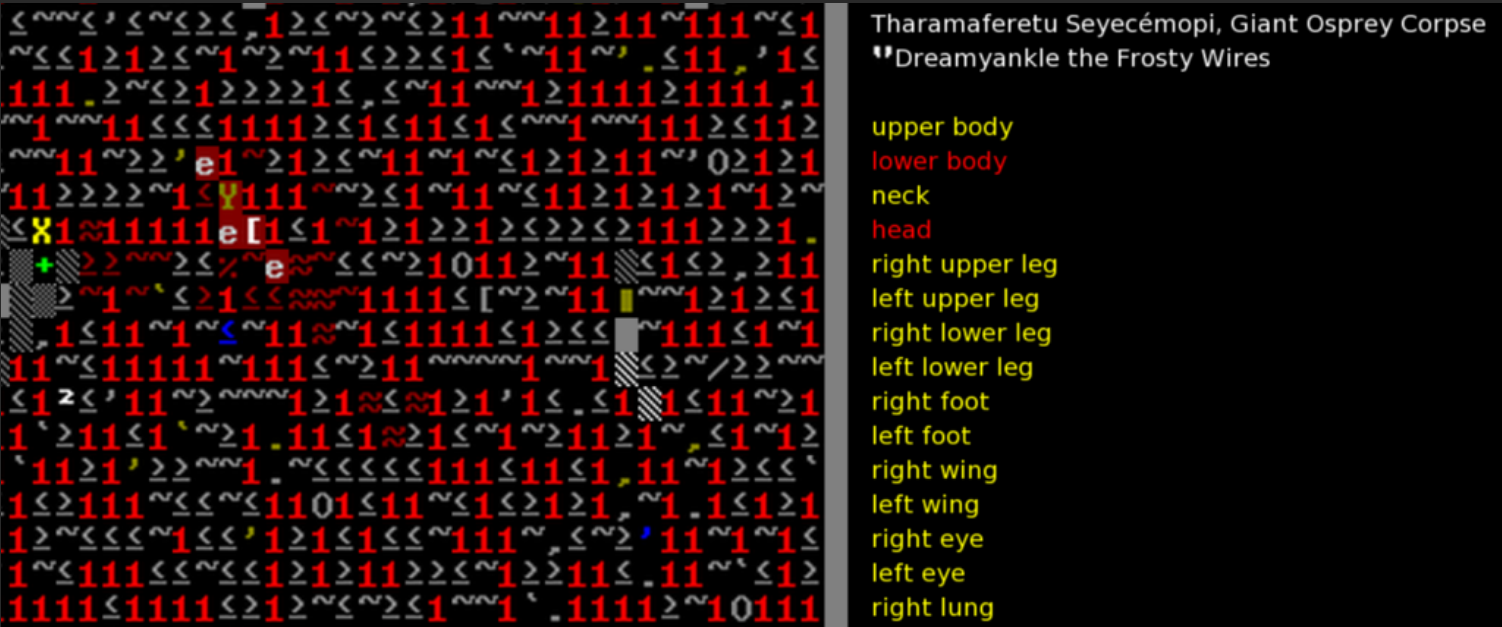 Tharamaferetu Seyecémopi, Giant Osprey Corpse
"Dreamyankle the Frosty Wires
upper body
lower body
neck
head
right upper leg
left upper leg
right lower leg
left lower leg
right foot
left foot
right wing
left wing
right eye
left eye
right lung